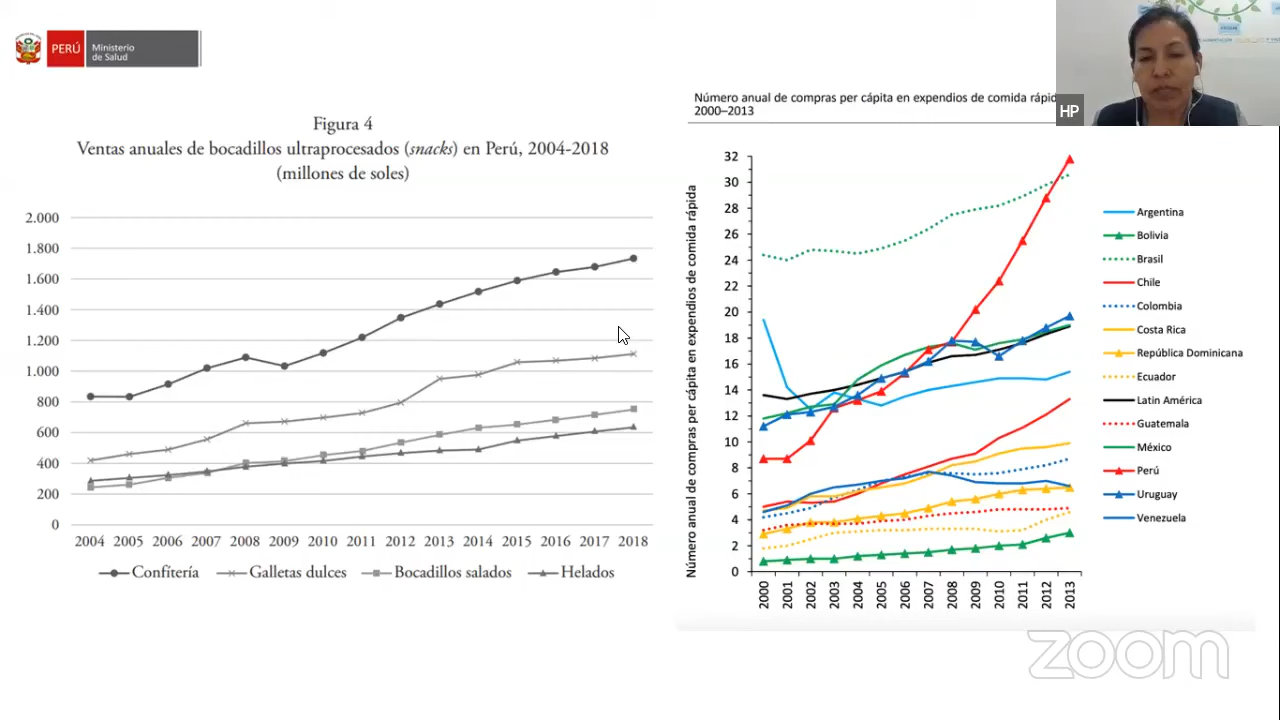 PERÚ
Ministerio
de Salud
HP
Figura 4
Ventas anuales de bocadillos ultraprocesados (snacks) en Perú, 2004-2018
(millones de soles)
2.000
1.800
1.600
1.400
1.200
1.000
800
600
400
200
0
2004 2005 2006 2007 2008 2009 2010 2011 2012 2013 2014 2015 2016 2017 2018
Confitería Galletas dulces Bocadillos salados Helados
Número anual de compras per cápita en expendios de comida
2000–2013
Número anual de compras per cápita en expendios de comida rápida
32
30
28
26
24
22
20
18
16
14
12
10
8
6
4
2
0
2000 2001 2002 2003 2004 2005 2006 2007 2008 2009 2010 2011 2012 2013
Argentina
Bolivia
Brasil
Chile
Colombia
Costa Rica
República Dominicana
Ecuador
Latin América
Guatemala
México
Perú
Uruguay
Venezuela
zoom